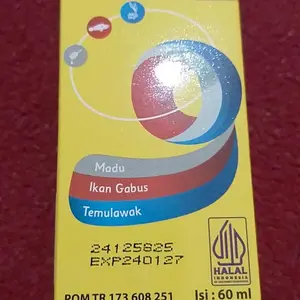 Madu
Ikan Gabus
Temulawak
24125825
EXP240127
HALAL
INDONESIA
POM TR 173 608 251
Isi : 60 ml